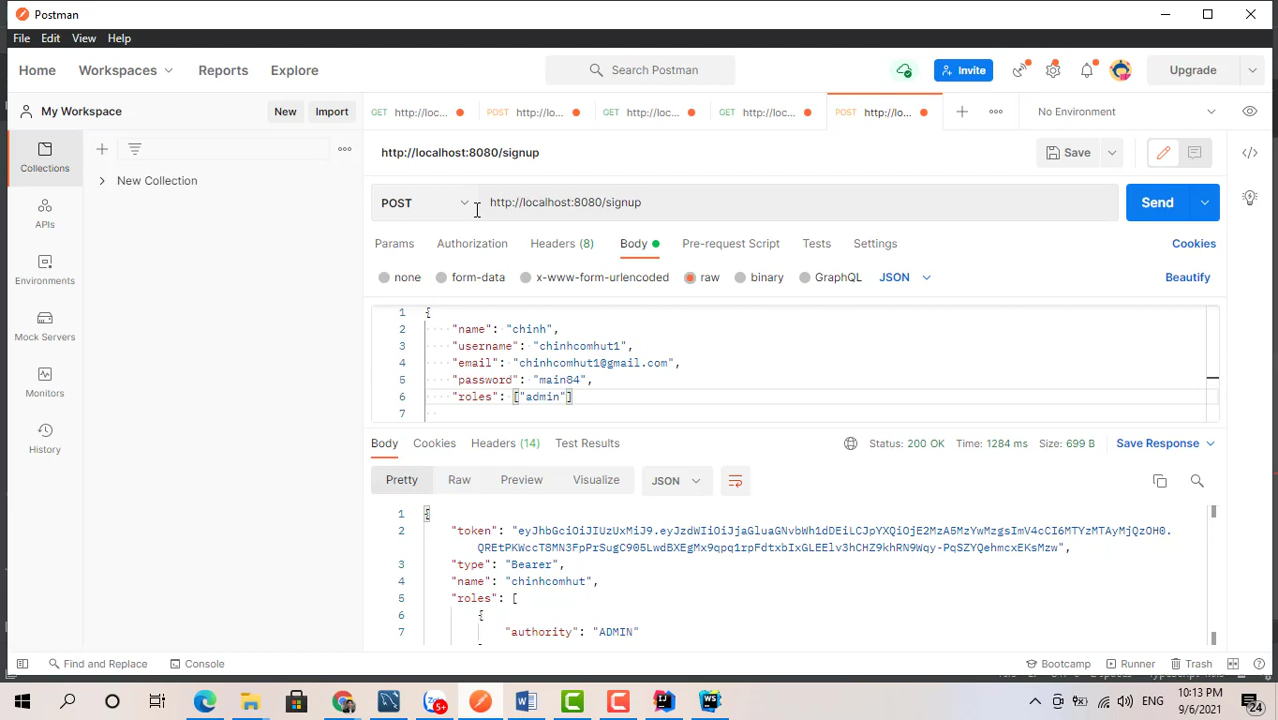 Postman
File Edit View Help
Home Workspaces Reports Explore Search Postman Invite Upgrade
My Workspace New Import
GET http://loc... POST http://loc... GET http://loc... GET http://loc... POST http://lo... No Environment
Collections
APIs
Environments
Mock Servers
Monitors
History
New Collection
http://localhost:8080/signup Save
POST http://localhost:8080/signup Send
Params Authorization Headers (8) Body Pre-request Script Tests Settings Cookies
none form-data x-www-form-urlencoded raw binary GraphQL JSON Beautify
1 {
2 "name": "chinh",
3 "username": "chinhcomhut1",
4 "email": "chinhcomhut1@gmail.com",
5 "password": "main84",
6 "roles": ["admin"]
7
Body Cookies Headers (14) Test Results Status: 200 OK Time: 1284 ms Size: 699 B Save Response
Pretty Raw Preview Visualize JSON
1 {
2 "token": "eyJhbGciOiJIUzUxMiJ9.eyJzdWIiOiJjaGluaGNvbWh1dDEiLCJpYXQiOjE2MzA5MzYwMzgsImV4cCI6MTYzMTAyMjQzOH0.
QREtPKWccT8MN3FpPrSugC905LwdBXEgMx9qpq1rpFdtxbIxGLEElv3hCHZ9khRN9Wqy-PqSZYQehmcxEKsMzw",
3 "type": "Bearer",
4 "name": "chinhcomhut",
5 "roles": [
6 {
7 "authority": "ADMIN"
Find and Replace Console Bootcamp Runner Trash
5+
ENG
10:13 PM
9/6/2021
24